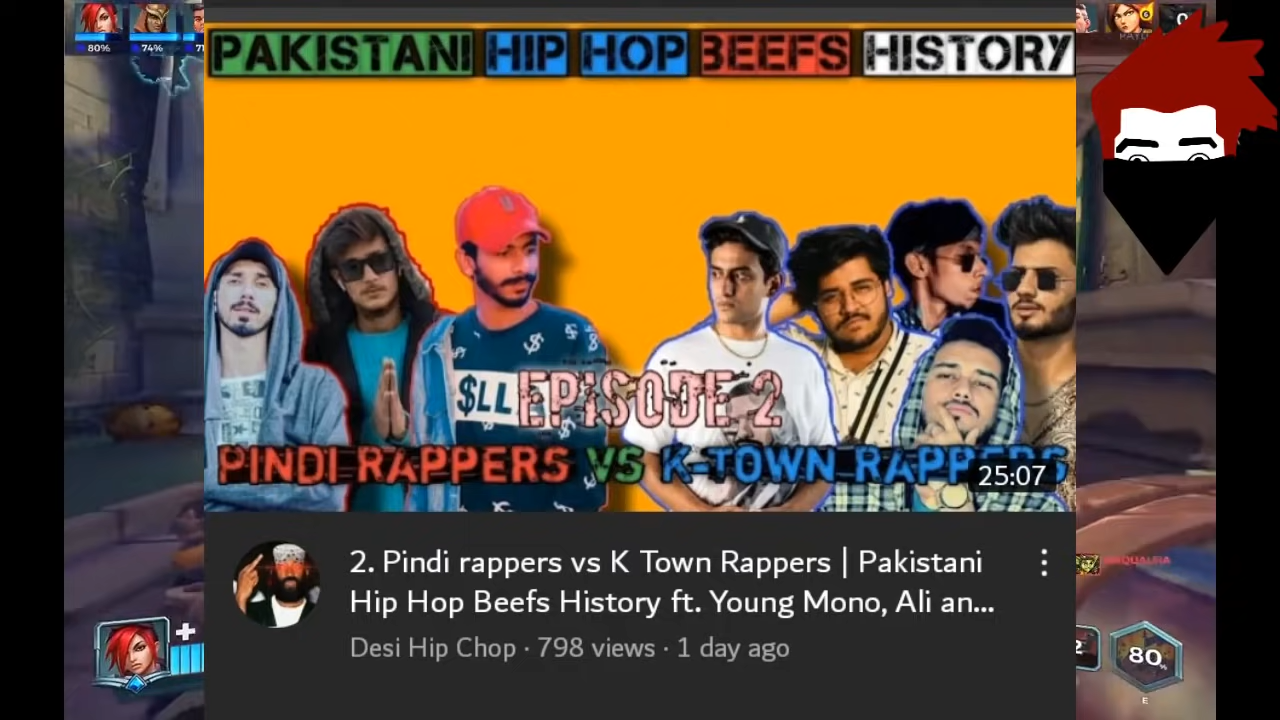 80%
74%
PAKISTANI HIP HOP BEEFS HISTORY
$LL
EPISODE 2
PINDI RAPPERS VS K-TOWN RAPPERS
25:07
2. Pindi rappers vs K Town Rappers | Pakistani
Hip Hop Beefs History ft. Young Mono, Ali an...
Desi Hip Chop · 798 views · 1 day ago
80%
E